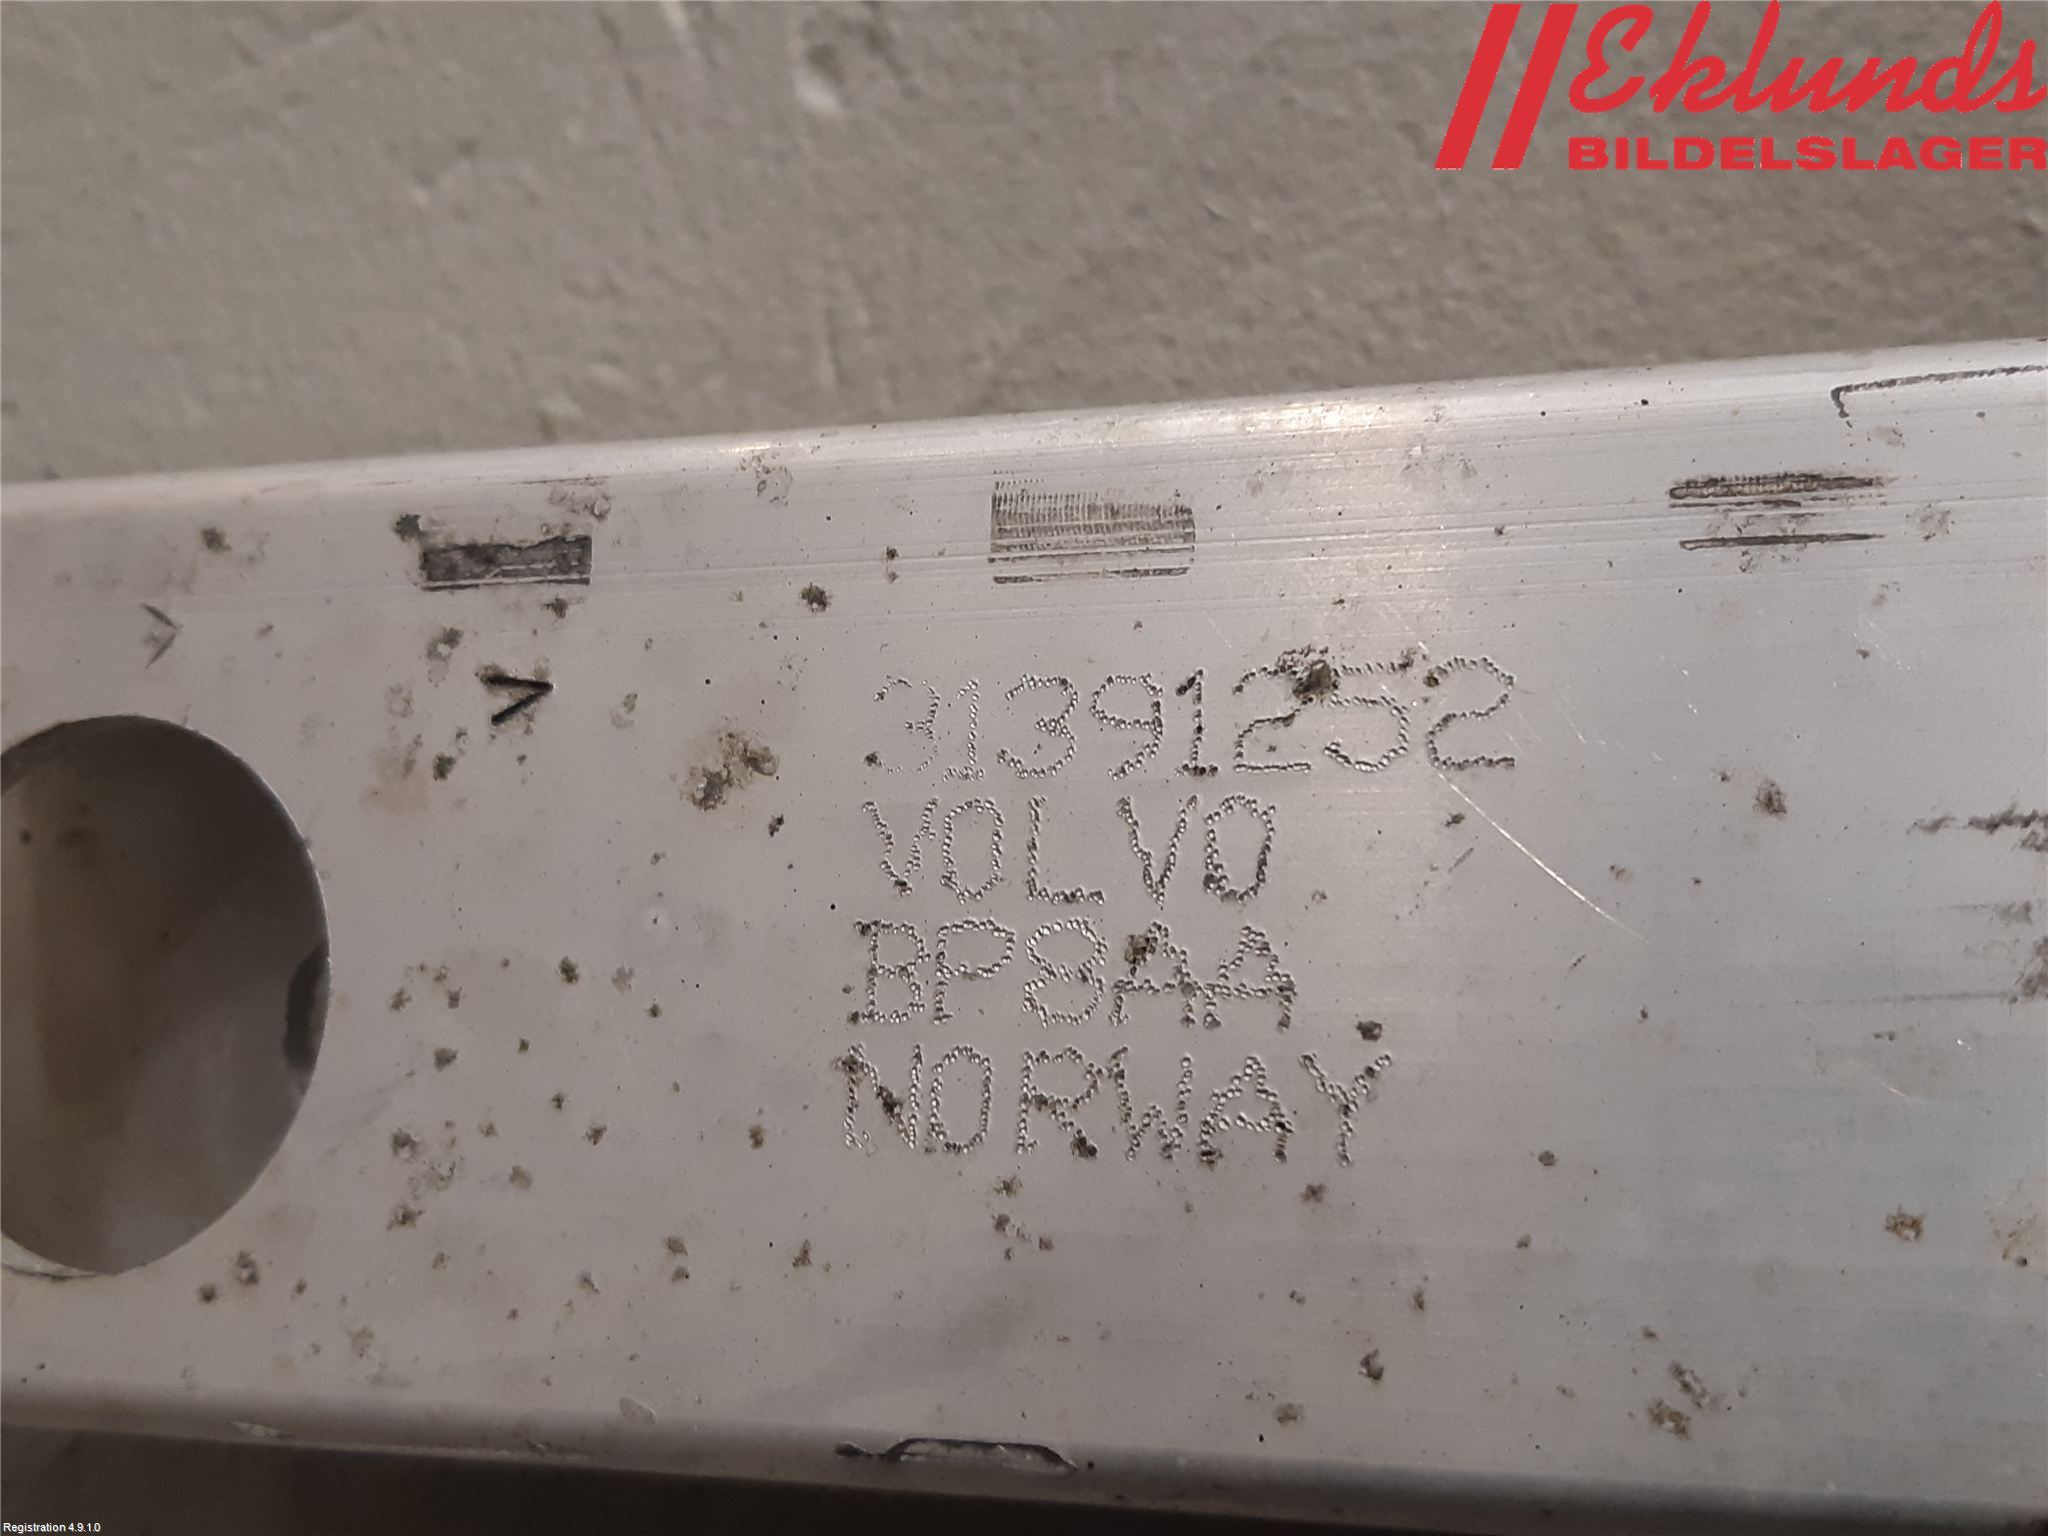 Eklunds
BILDELSLAGER
31391252
VOLVO
BP8AA
NORWAY
Registration 4.9.1.0